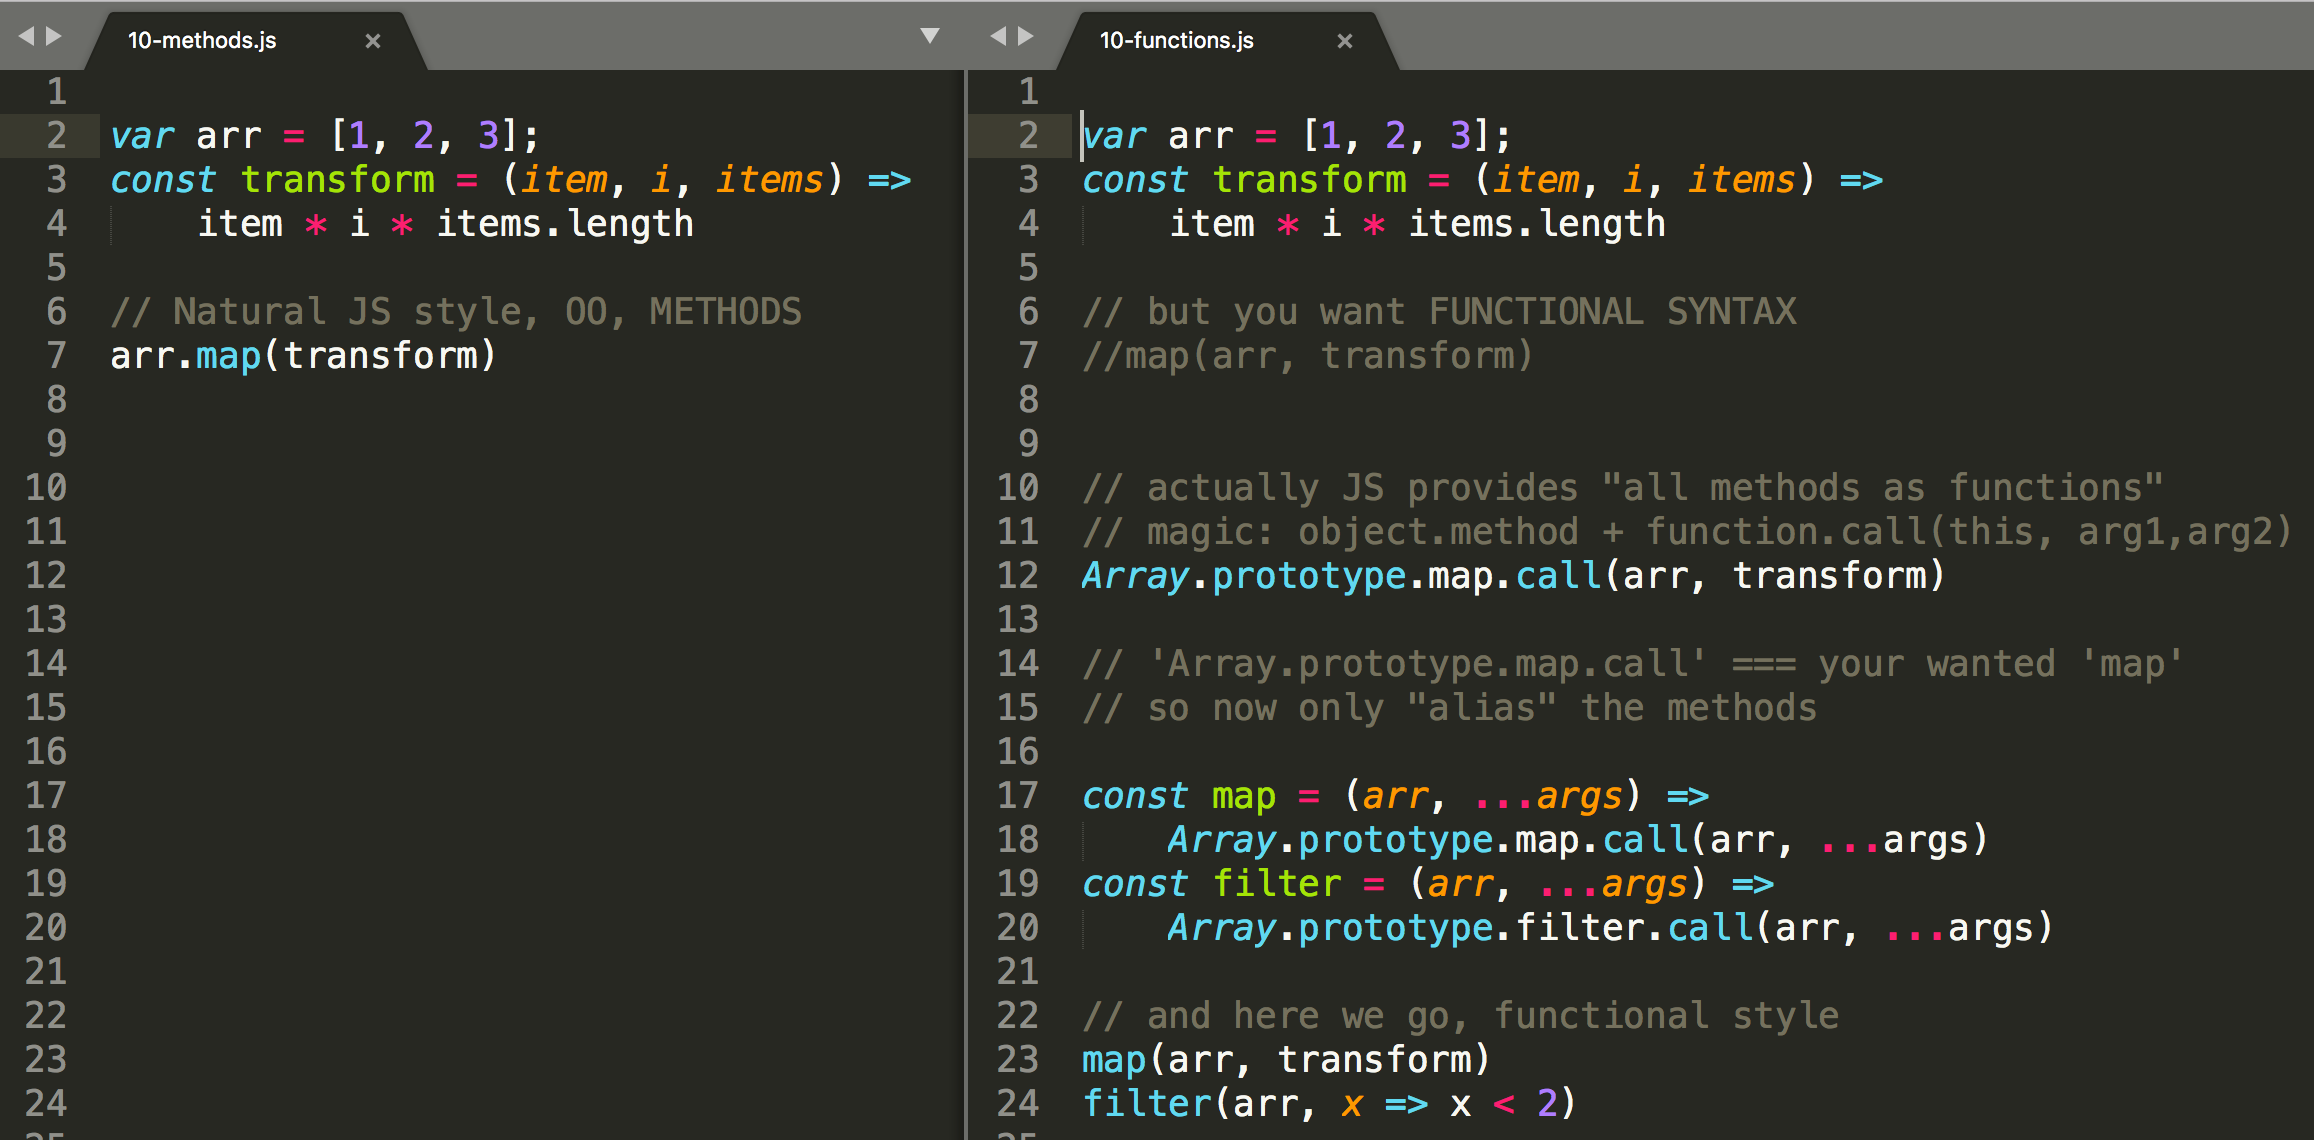 10-methods.js ×
1
2 var arr = [1, 2, 3];
3 const transform = (item, i, items) =>
4     item * i * items.length
5
6 // Natural JS style, OO, METHODS
7 arr.map(transform)
8
9
10
11
12
13
14
15
16
17
18
19
20
21
22
23
24
25
10-functions.js ×
1
2 var arr = [1, 2, 3];
3 const transform = (item, i, items) =>
4     item * i * items.length
5
6 // but you want FUNCTIONAL SYNTAX
7 //map(arr, transform)
8
9
10 // actually JS provides "all methods as functions"
11 // magic: object.method + function.call(this, arg1,arg2)
12 Array.prototype.map.call(arr, transform)
13
14 // 'Array.prototype.map.call' === your wanted 'map'
15 // so now only "alias" the methods
16
17 const map = (arr, ...args) =>
18     Array.prototype.map.call(arr, ...args)
19 const filter = (arr, ...args) =>
20     Array.prototype.filter.call(arr, ...args)
21
22 // and here we go, functional style
23 map(arr, transform)
24 filter(arr, x => x < 2)
25